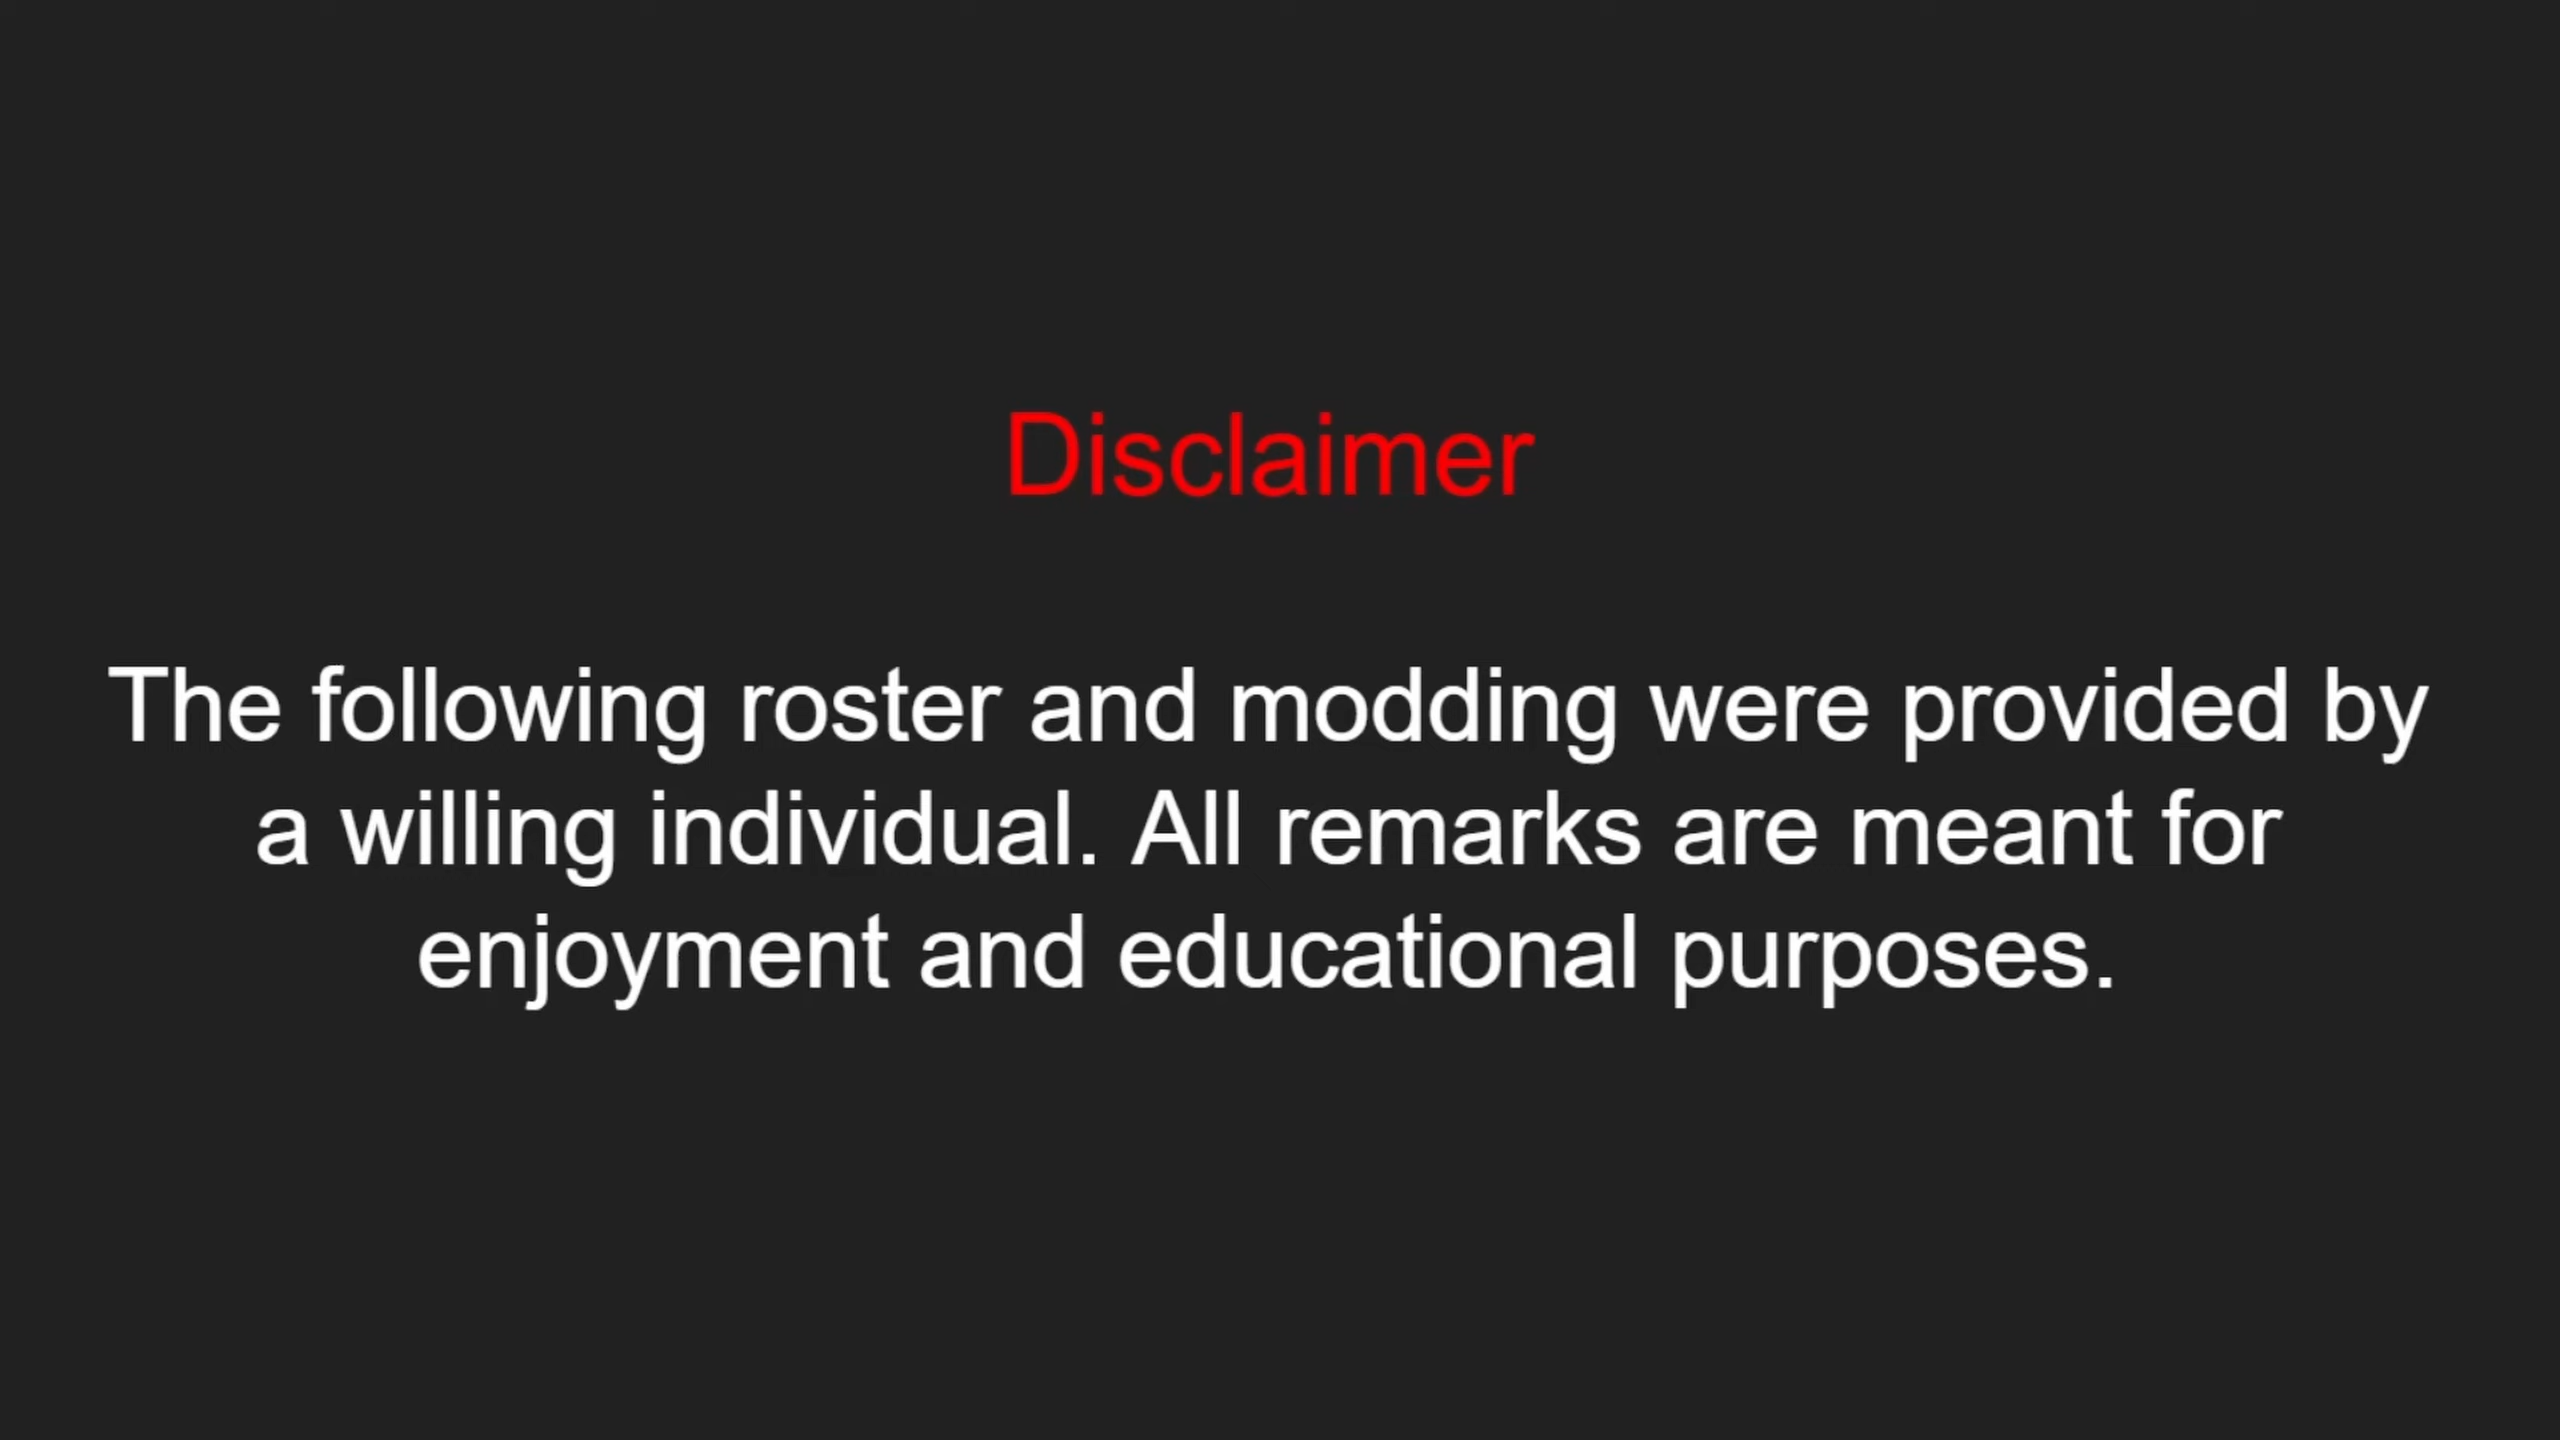 Disclaimer
The following roster and modding were provided by
a willing individual. All remarks are meant for
enjoyment and educational purposes.